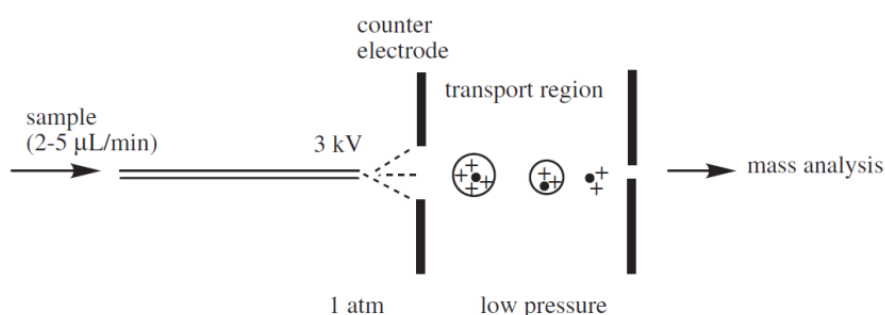 counter
electrode
transport region
sample
(2-5 μL/min)
3 kV
+ + + +
+ +
+ +
mass analysis
1 atm
low pressure